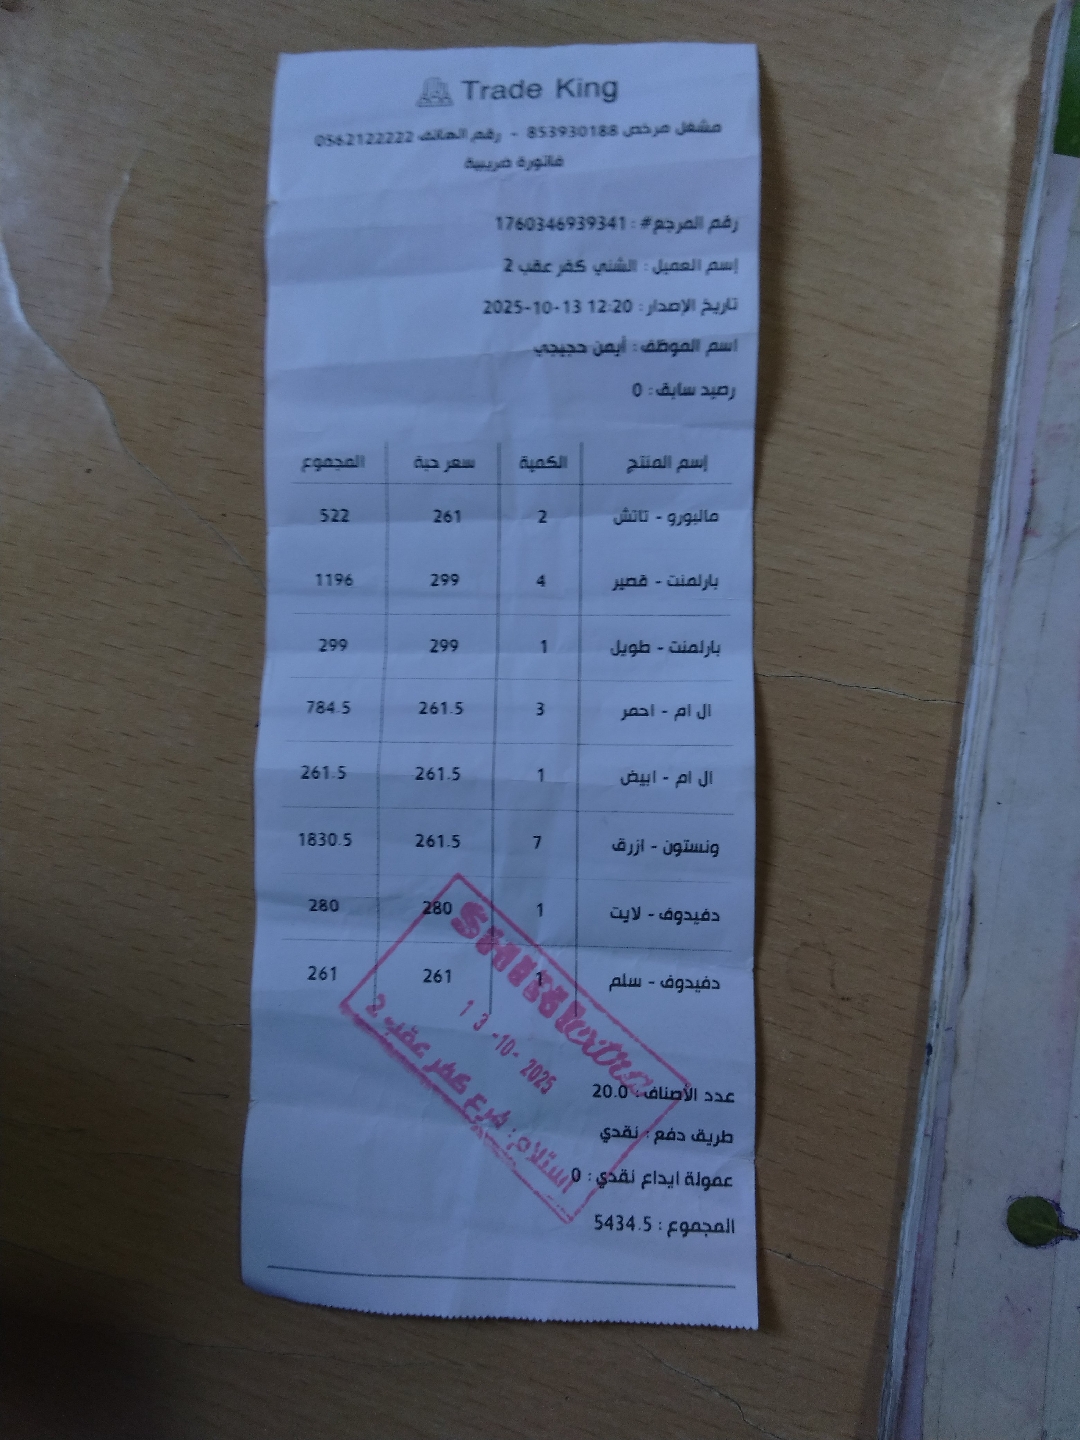 Trade King
مشغل مرخص 853930188 - رقم الهاتف 0562122222
فاتورة ضريبية
رقم المرجع# : 1760346939341
إسم العميل : الشني كفر عقب 2
تاريخ الإصدار : 12:20 2025-10-13
اسم الموظف : أيمن حجيجي
رصيد سابق : 0
إسم المنتج الكمية سعر حبة المجموع
مالبورو - تاتش 2 261 522
بارلمنت - قصير 4 299 1196
بارلمنت - طويل 1 299 299
ال ام - احمر 3 261.5 784.5
ال ام - ابيض 1 261.5 261.5
ونستون - ازرق 7 261.5 1830.5
دفيدوف - لايت 1 280 280
دفيدوف - سلم 1 261 261
extra
13-10-2025
استلام: فرع كفر عقب 2
عدد الأصناف : 20.0
طريق دفع : نقدي
عمولة ايداع نقدي : 0
المجموع : 5434.5